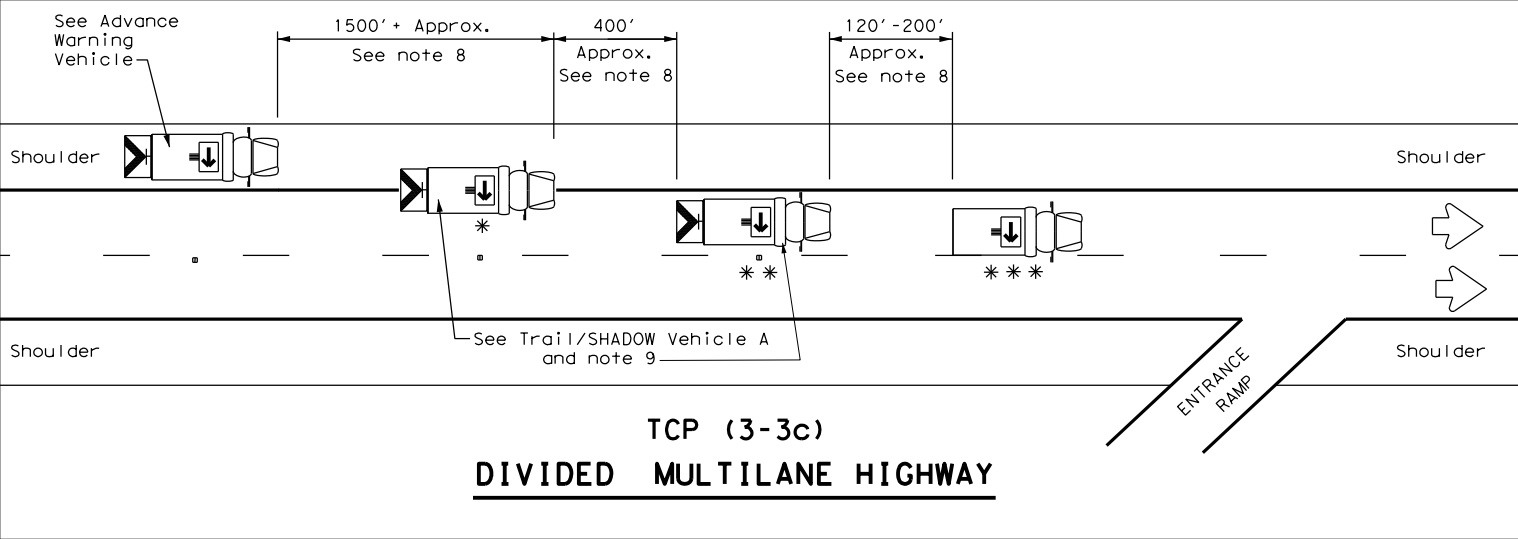 See Advance
Warning
Vehicle
1500'+ Approx.
See note 8
400'
Approx.
See note 8
120'-200'
Approx.
See note 8
Shoulder
Shoulder
*
* *
* * *
See Trail/SHADOW Vehicle A
and note 9
Shoulder
Shoulder
ENTRANCE
RAMP
TCP (3-3c)
DIVIDED MULTILANE HIGHWAY